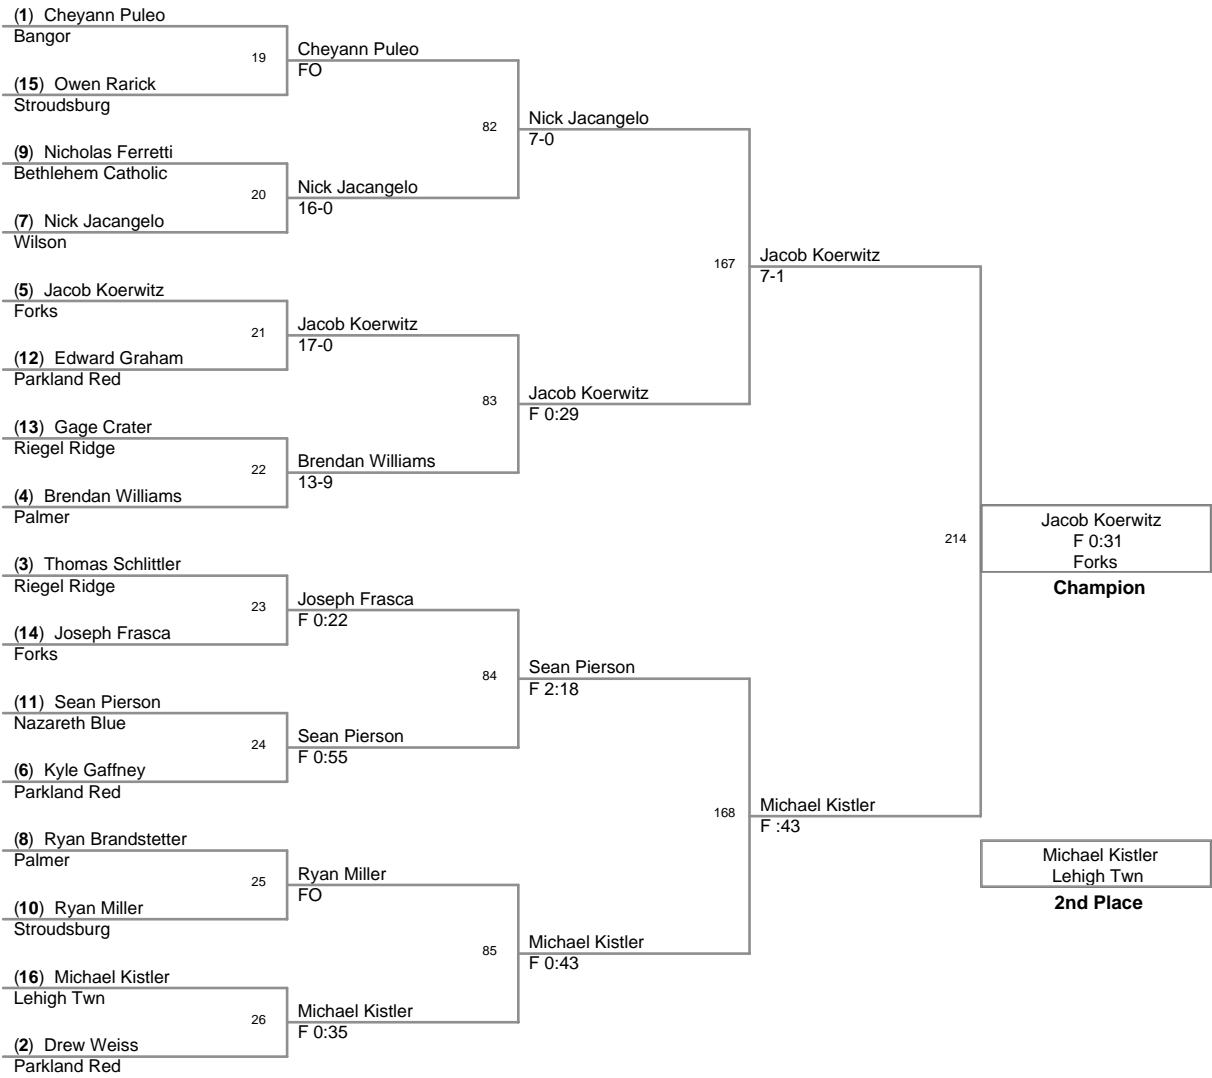 (1) Cheyann Puleo
Bangor
19
Cheyann Puleo
FO
(15) Owen Rarick
Stroudsburg
82
Nick Jacangelo
7-0
(9) Nicholas Ferretti
Bethlehem Catholic
20
Nick Jacangelo
16-0
(7) Nick Jacangelo
Wilson
167
Jacob Koerwitz
7-1
(5) Jacob Koerwitz
Forks
21
Jacob Koerwitz
17-0
(12) Edward Graham
Parkland Red
83
Jacob Koerwitz
F 0:29
(13) Gage Crater
Riegel Ridge
22
Brendan Williams
13-9
(4) Brendan Williams
Palmer
214
Jacob Koerwitz
F 0:31
Forks
Champion
(3) Thomas Schlittler
Riegel Ridge
23
Joseph Frasca
F 0:22
(14) Joseph Frasca
Forks
84
Sean Pierson
F 2:18
(11) Sean Pierson
Nazareth Blue
24
Sean Pierson
F 0:55
(6) Kyle Gaffney
Parkland Red
168
Michael Kistler
F :43
(8) Ryan Brandstetter
Palmer
25
Ryan Miller
FO
(10) Ryan Miller
Stroudsburg
85
Michael Kistler
F 0:43
(16) Michael Kistler
Lehigh Twn
26
Michael Kistler
F 0:35
(2) Drew Weiss
Parkland Red
Michael Kistler
Lehigh Twn
2nd Place